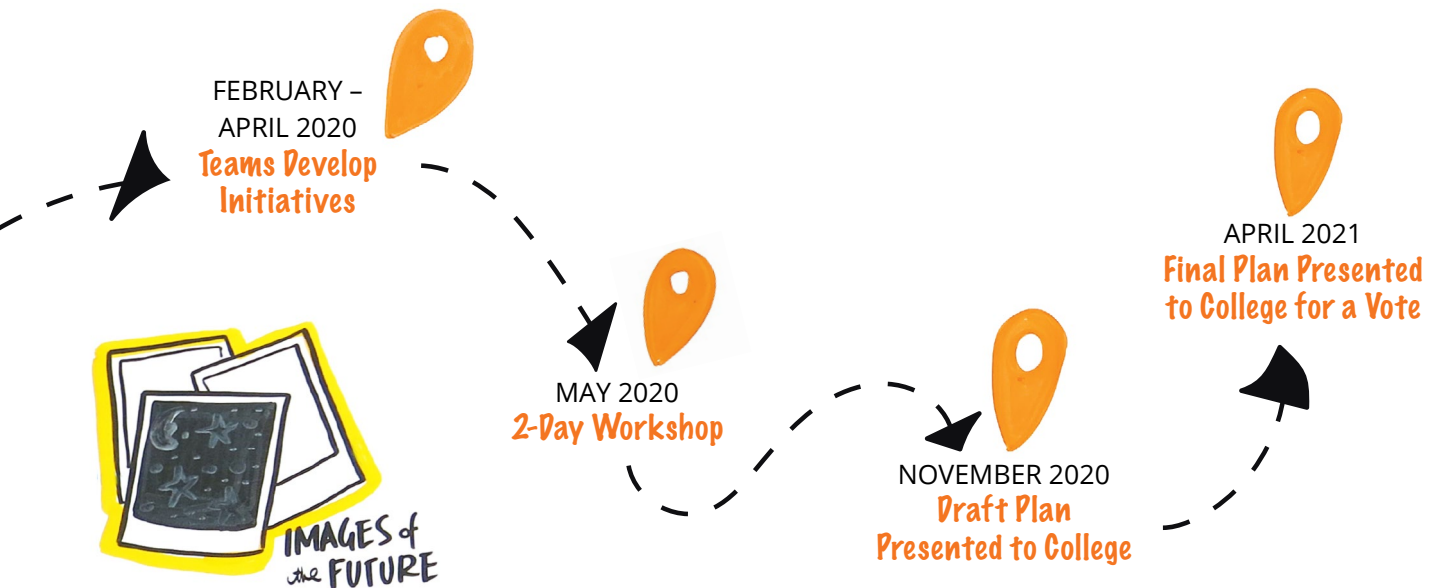 FEBRUARY –
APRIL 2020
Teams Develop
Initiatives
MAY 2020
2-Day Workshop
NOVEMBER 2020
Draft Plan
Presented to College
APRIL 2021
Final Plan Presented
to College for a Vote
IMAGES of
the FUTURE